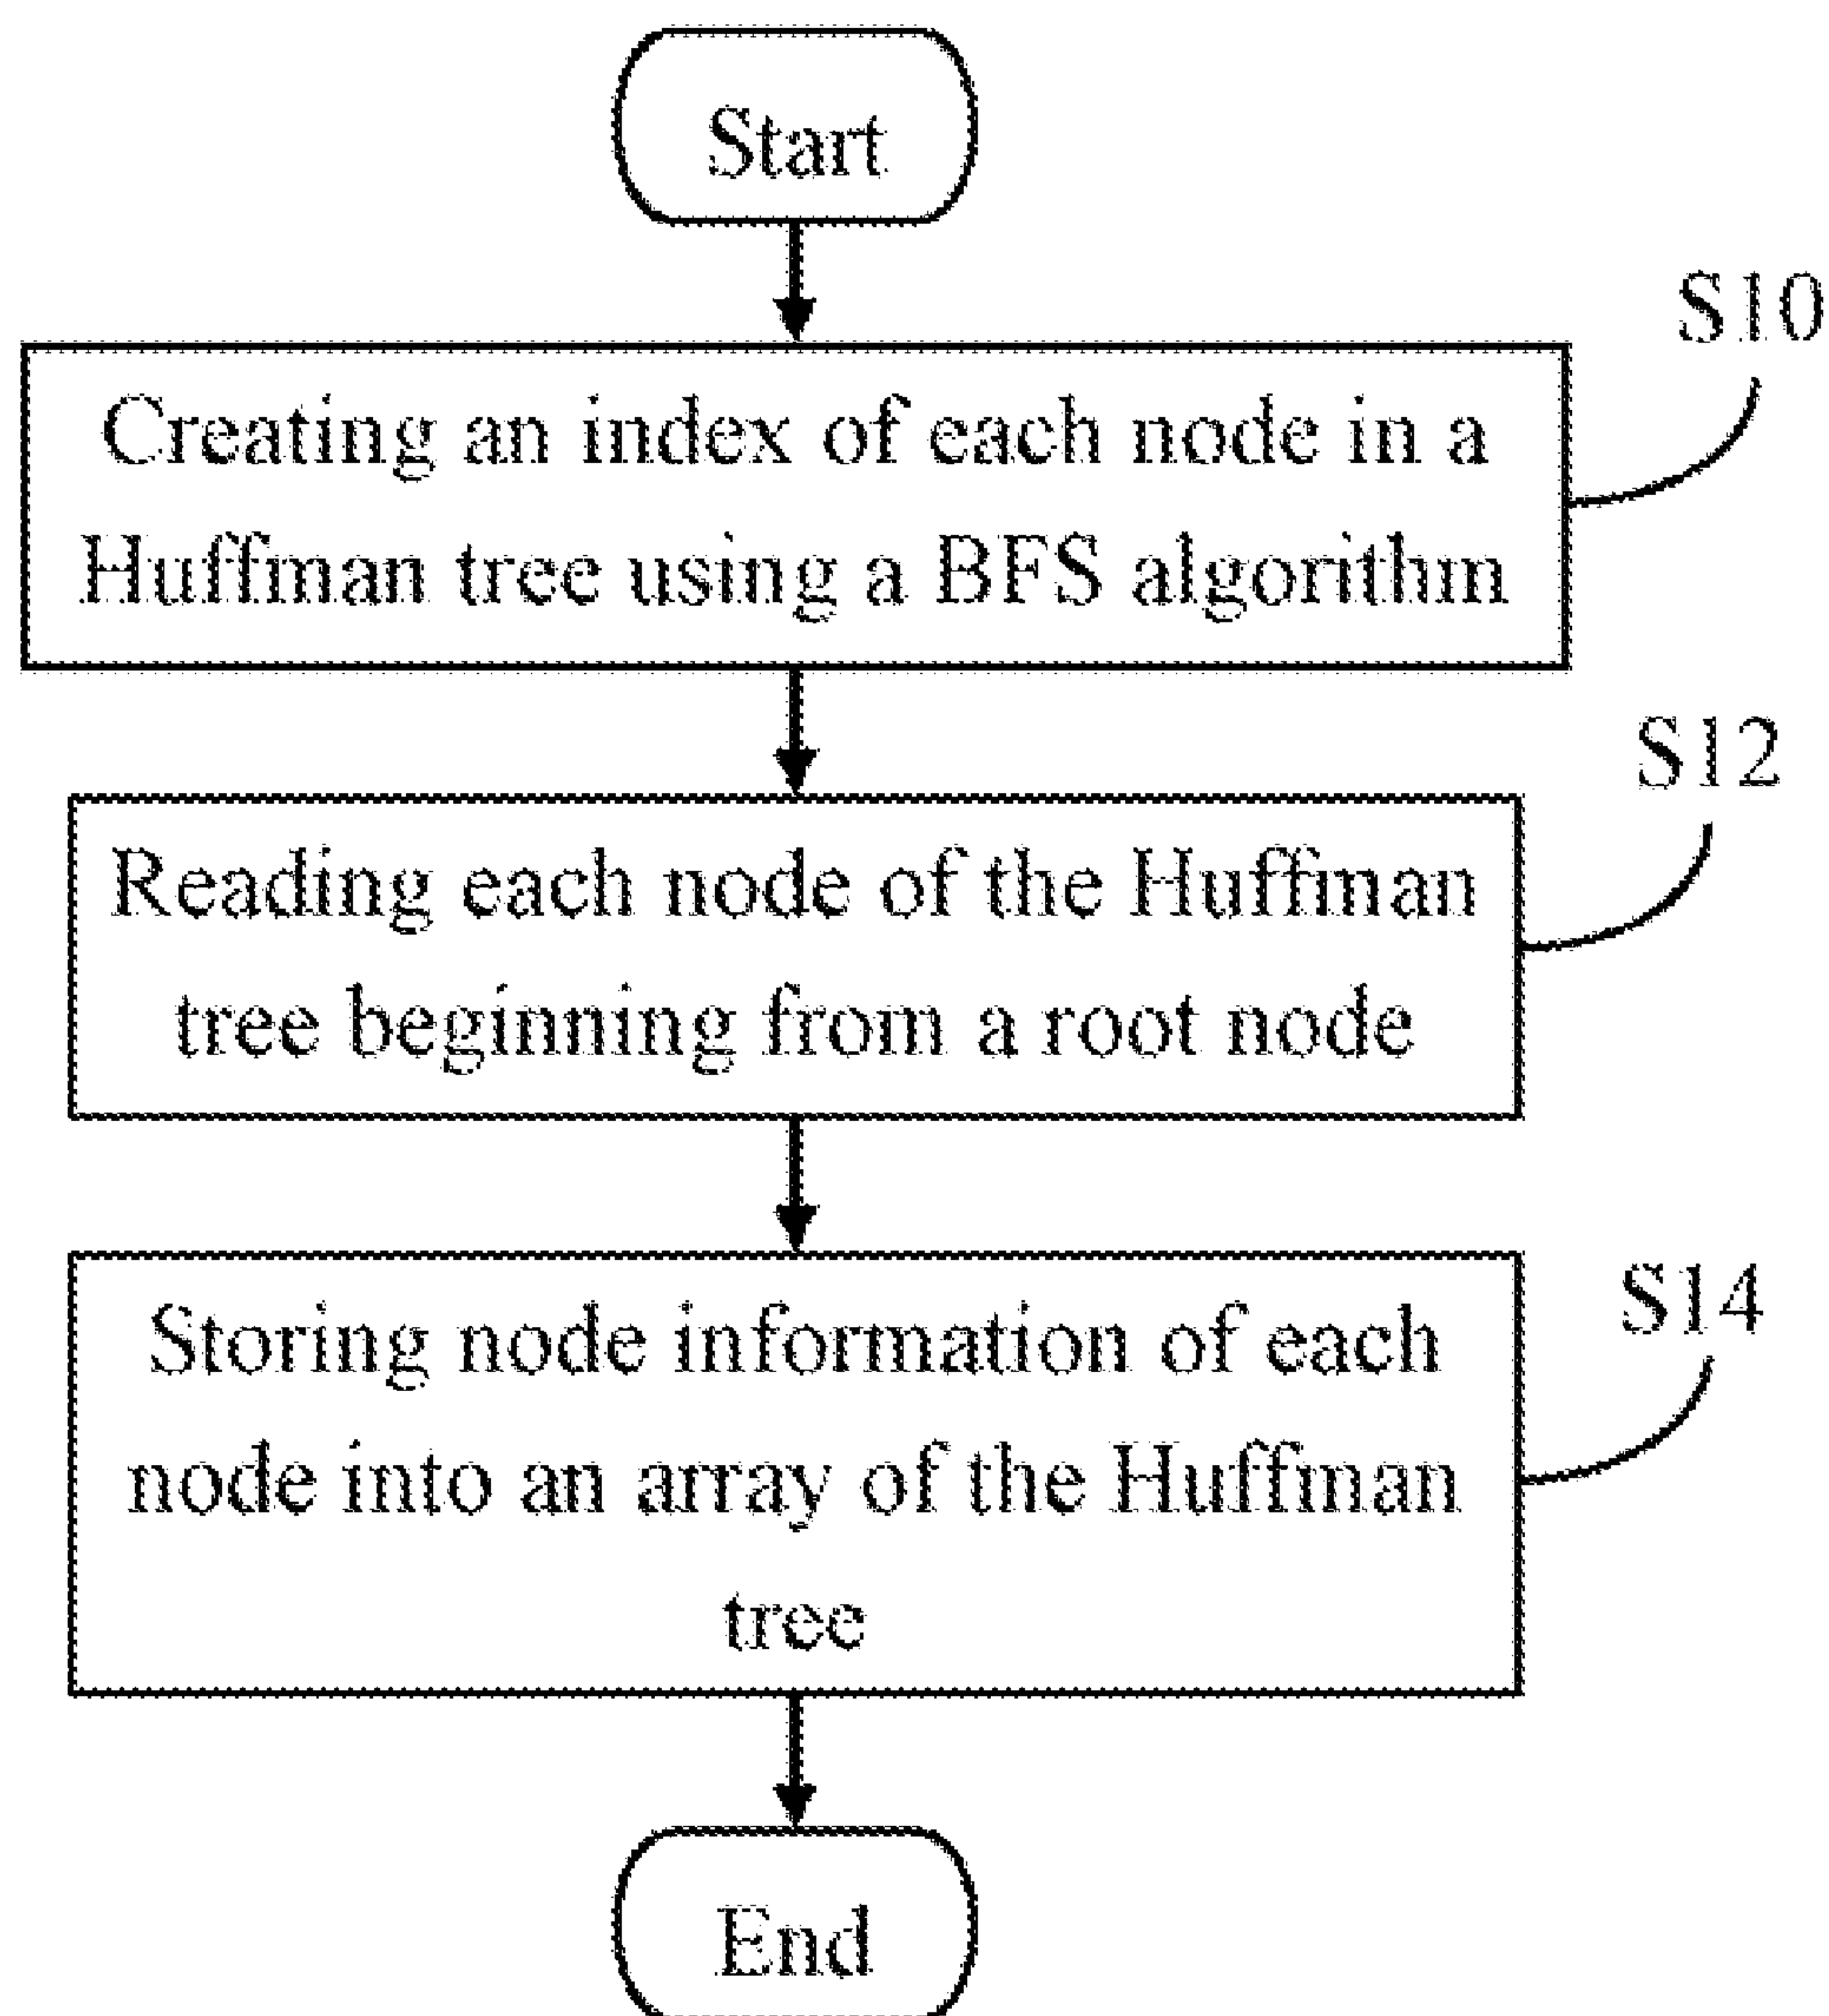 Start
S10
Creating an index of each node in a
Huffman tree using a BFS algorithm
S12
Reading each node of the Huffman
tree beginning from a root node
S14
Storing node information of each
node into an array of the Huffman
tree
End